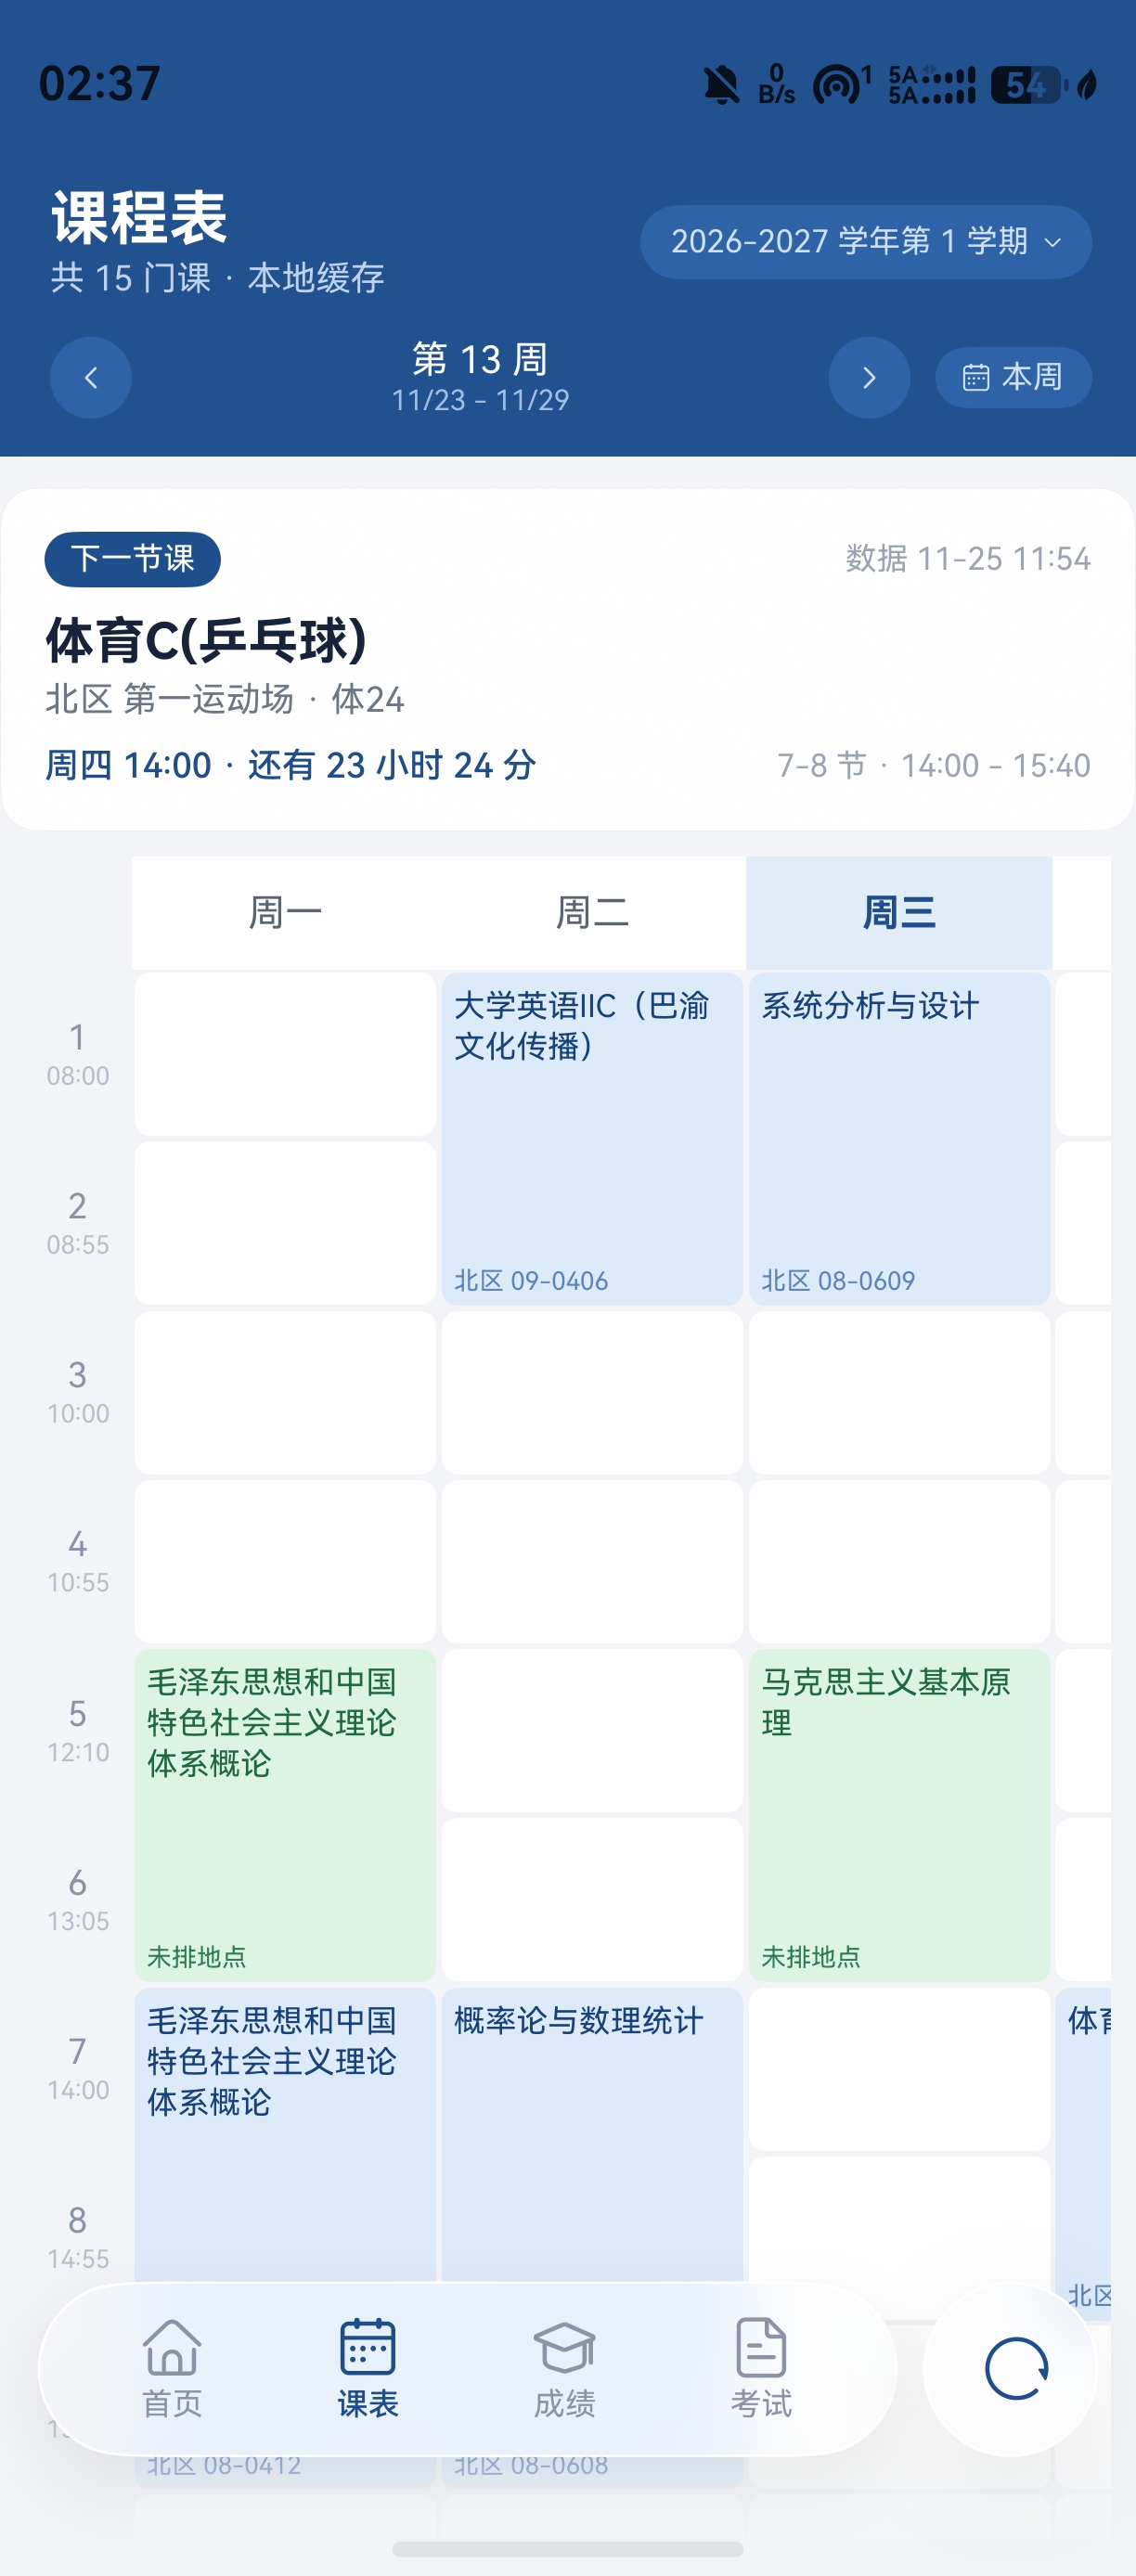 02:37
0 B/s
1
5A
5A
54
课程表
共 15 门课 · 本地缓存
2026-2027 学年第 1 学期
第 13 周
11/23 - 11/29
本周
下一节课
数据 11-25 11:54
体育C(乒乓球)
北区 第一运动场 · 体24
周四 14:00 · 还有 23 小时 24 分
7-8 节 · 14:00 - 15:40
周一
周二
周三
1
08:00
大学英语IIC（巴渝
文化传播）
系统分析与设计
2
08:55
北区 09-0406
北区 08-0609
3
10:00
4
10:55
5
12:10
毛泽东思想和中国
特色社会主义理论
体系概论
马克思主义基本原
理
6
13:05
未排地点
未排地点
7
14:00
毛泽东思想和中国
特色社会主义理论
体系概论
概率论与数理统计
体育
8
14:55
北区
首页
课表
成绩
考试
北区 08-0412
北区 08-0608